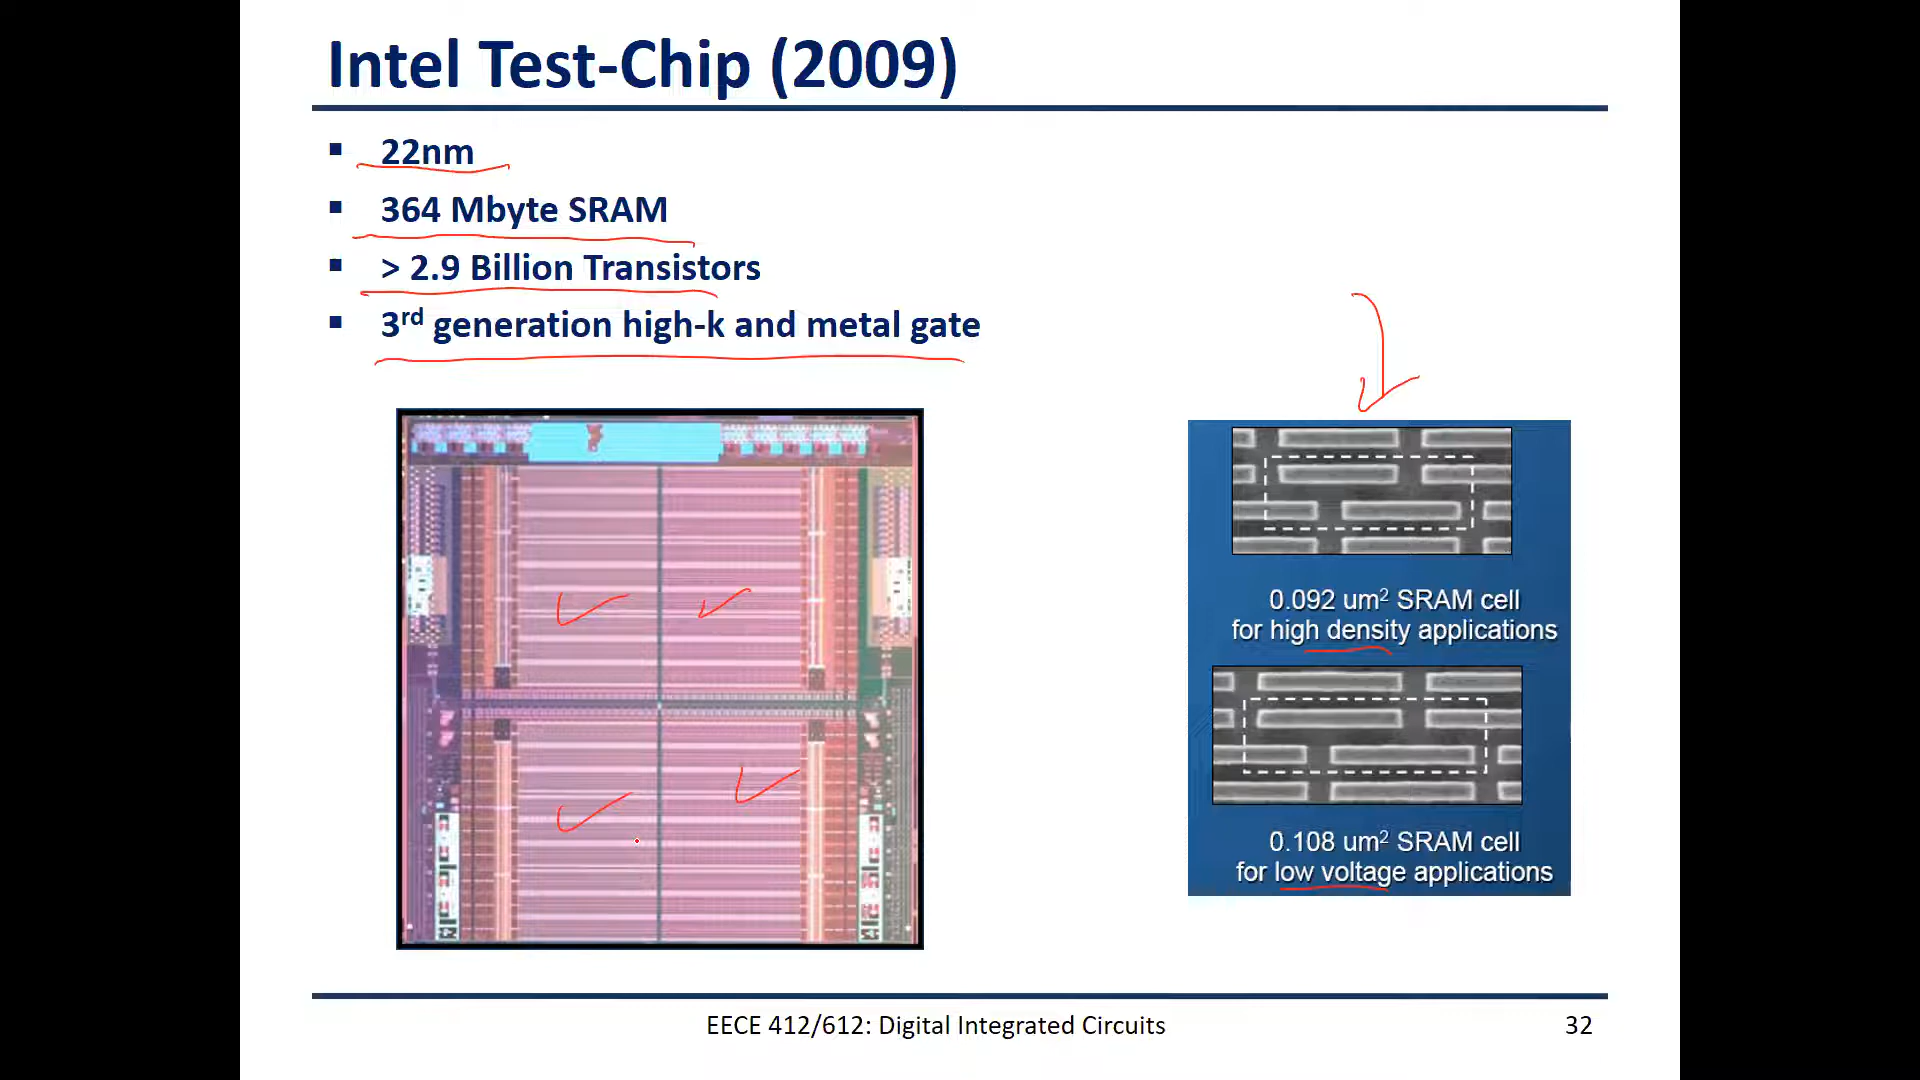 Intel Test-Chip (2009)
▪ 22nm
▪ 364 Mbyte SRAM
▪ > 2.9 Billion Transistors
▪ 3rd generation high-k and metal gate
0.092 um² SRAM cell
for high density applications
0.108 um² SRAM cell
for low voltage applications
EECE 412/612: Digital Integrated Circuits
32